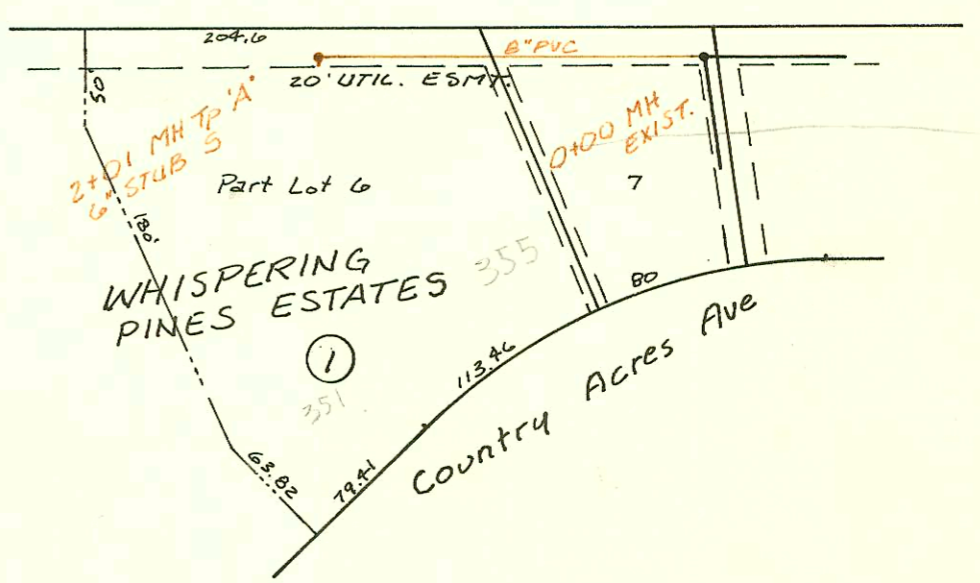 204.6
8"PVC
20' UTIL. ESMT.
50'
2+01 MH TP 'A'
6" STUB S
0+00 MH
EXIST.
Part Lot 6
7
180'
WHISPERING
PINES ESTATES
355
1
351
80
113.46
Country Acres Ave
63.82
79.41